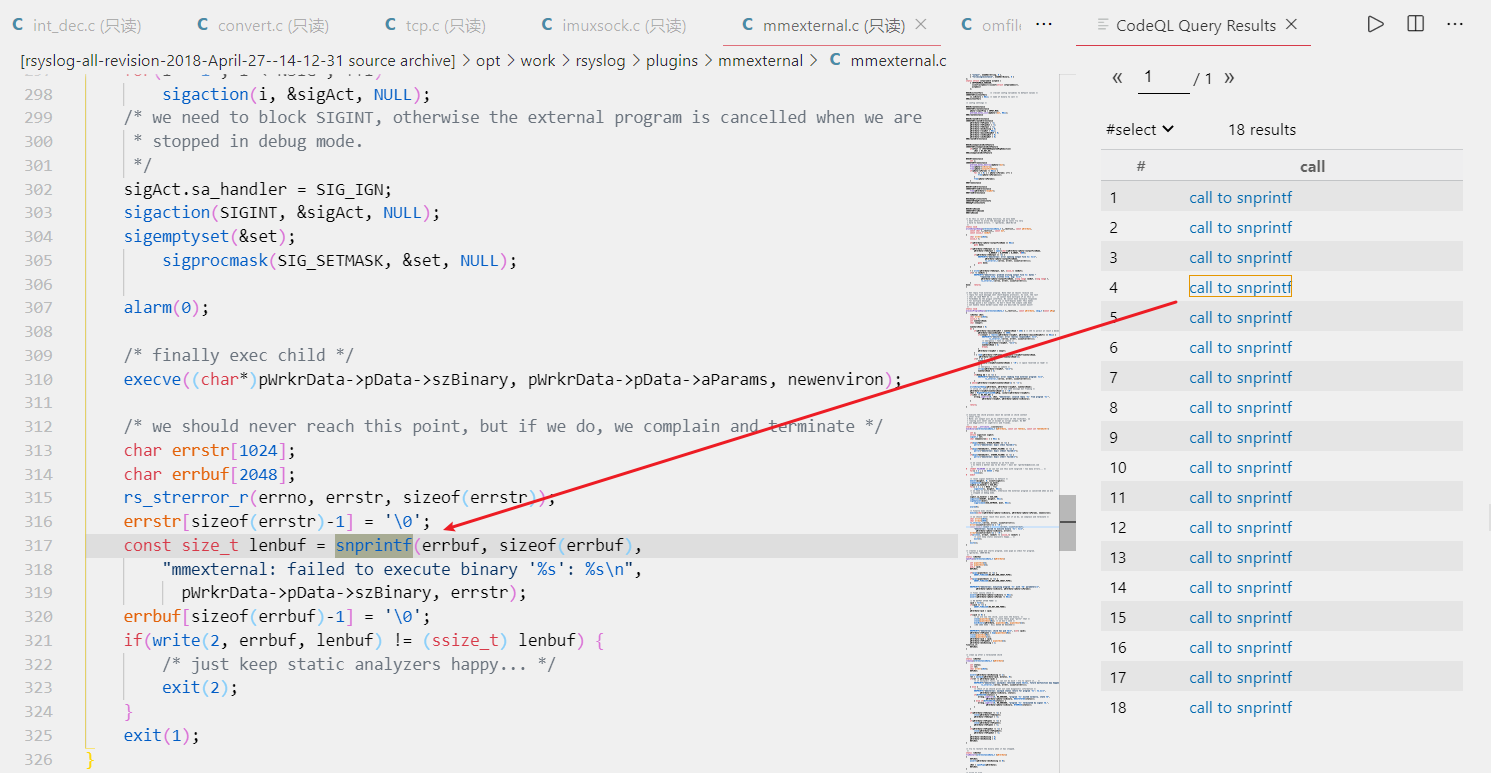 C int_dec.c (只读)
C convert.c (只读)
C tcp.c (只读)
C imuxsock.c (只读)
C mmexternal.c (只读) ×
C omfile
···
[rsyslog-all-revision-2018-April-27--14-12-31 source archive] > opt > work > rsyslog > plugins > mmexternal > C mmexternal.c
298 sigaction(i, &sigAct, NULL);
299 /* we need to block SIGINT, otherwise the external program is cancelled when we are
300 * stopped in debug mode.
301 */
302 sigAct.sa_handler = SIG_IGN;
303 sigaction(SIGINT, &sigAct, NULL);
304 sigemptyset(&set);
305 sigprocmask(SIG_SETMASK, &set, NULL);
306
307 alarm(0);
308
309 /* finally exec child */
310 execve((char*)pWrkrData->pData->szBinary, pWrkrData->pData->aParams, newenviron);
311
312 /* we should never reach this point, but if we do, we complain and terminate */
313 char errstr[1024];
314 char errbuf[2048];
315 rs_strerror_r(errno, errstr, sizeof(errstr));
316 errstr[sizeof(errstr)-1] = '\0';
317 const size_t lenbuf = snprintf(errbuf, sizeof(errbuf),
318 "mmexternal: failed to execute binary '%s': %s\n",
319 pWrkrData->pData->szBinary, errstr);
320 errbuf[sizeof(errbuf)-1] = '\0';
321 if(write(2, errbuf, lenbuf) != (ssize_t) lenbuf) {
322 /* just keep static analyzers happy... */
323 exit(2);
324 }
325 exit(1);
326 }
CodeQL Query Results ×
···
« 1 / 1 »
#select 18 results
# call
1 call to snprintf
2 call to snprintf
3 call to snprintf
4 call to snprintf
5 call to snprintf
6 call to snprintf
7 call to snprintf
8 call to snprintf
9 call to snprintf
10 call to snprintf
11 call to snprintf
12 call to snprintf
13 call to snprintf
14 call to snprintf
15 call to snprintf
16 call to snprintf
17 call to snprintf
18 call to snprintf